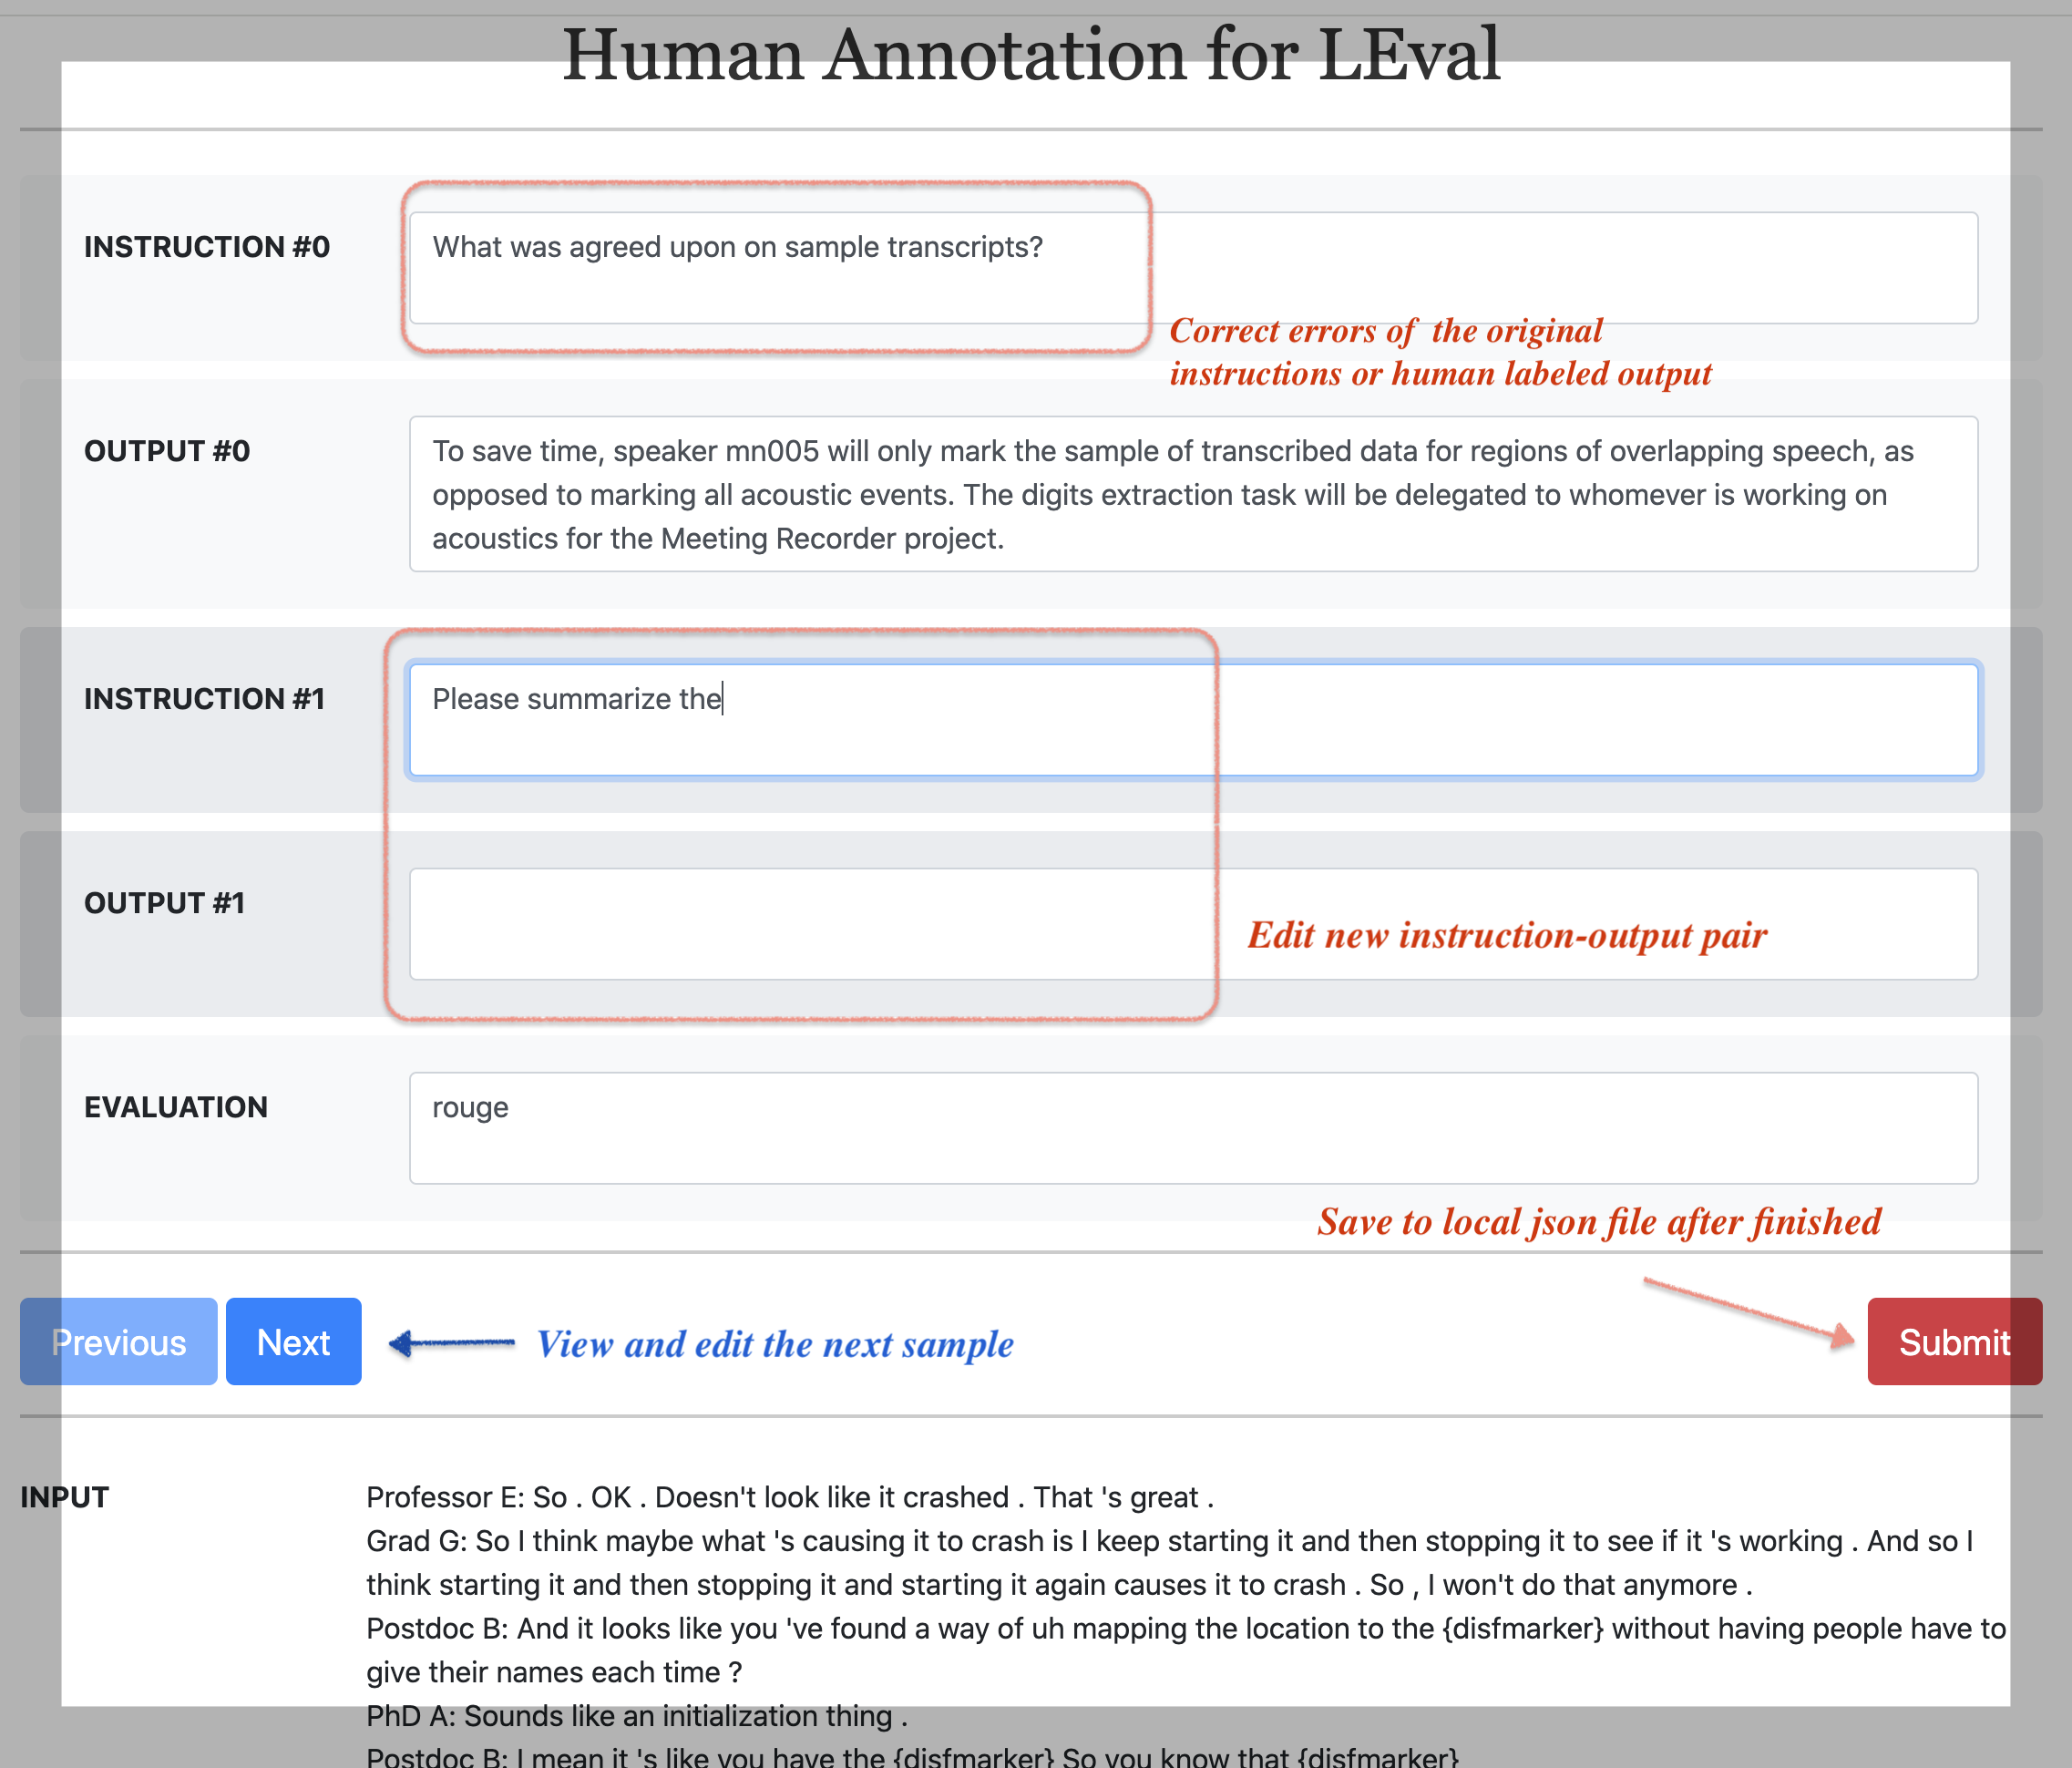 Human Annotation for LEval
INSTRUCTION #0
What was agreed upon on sample transcripts?
Correct errors of the original
instructions or human labeled output
OUTPUT #0
To save time, speaker mn005 will only mark the sample of transcribed data for regions of overlapping speech, as
opposed to marking all acoustic events. The digits extraction task will be delegated to whomever is working on
acoustics for the Meeting Recorder project.
INSTRUCTION #1
Please summarize the
OUTPUT #1
Edit new instruction-output pair
EVALUATION
rouge
Save to local json file after finished
Previous
Next
View and edit the next sample
Submit
INPUT
Professor E: So . OK . Doesn't look like it crashed . That 's great .
Grad G: So I think maybe what 's causing it to crash is I keep starting it and then stopping it to see if it 's working . And so I
think starting it and then stopping it and starting it again causes it to crash . So , I won't do that anymore .
Postdoc B: And it looks like you 've found a way of uh mapping the location to the {disfmarker} without having people have to
give their names each time ?
PhD A: Sounds like an initialization thing .
Postdoc B: I mean it 's like you have the {disfmarker} So you know that {disfmarker}